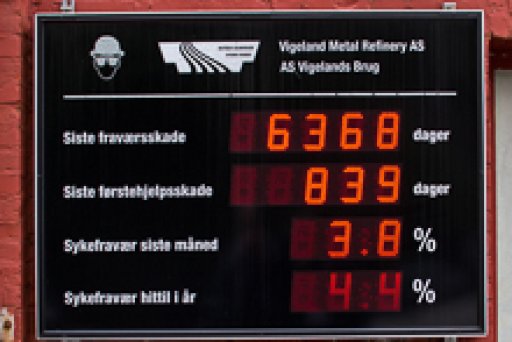 Vigeland Metal Refinery AS
AS Vigelands Brug
Siste fraværsskade 6368 dager
Siste førstehjelpsskade 839 dager
Sykefravær siste måned 3.8 %
Sykefravær hittil i år 4.4 %